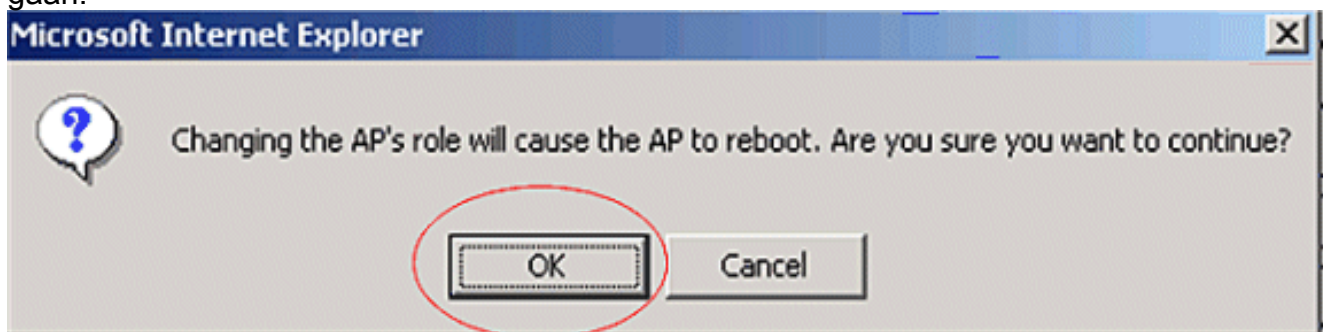 gaan.
Microsoft Internet Explorer
Changing the AP's role will cause the AP to reboot. Are you sure you want to continue?
OK Cancel